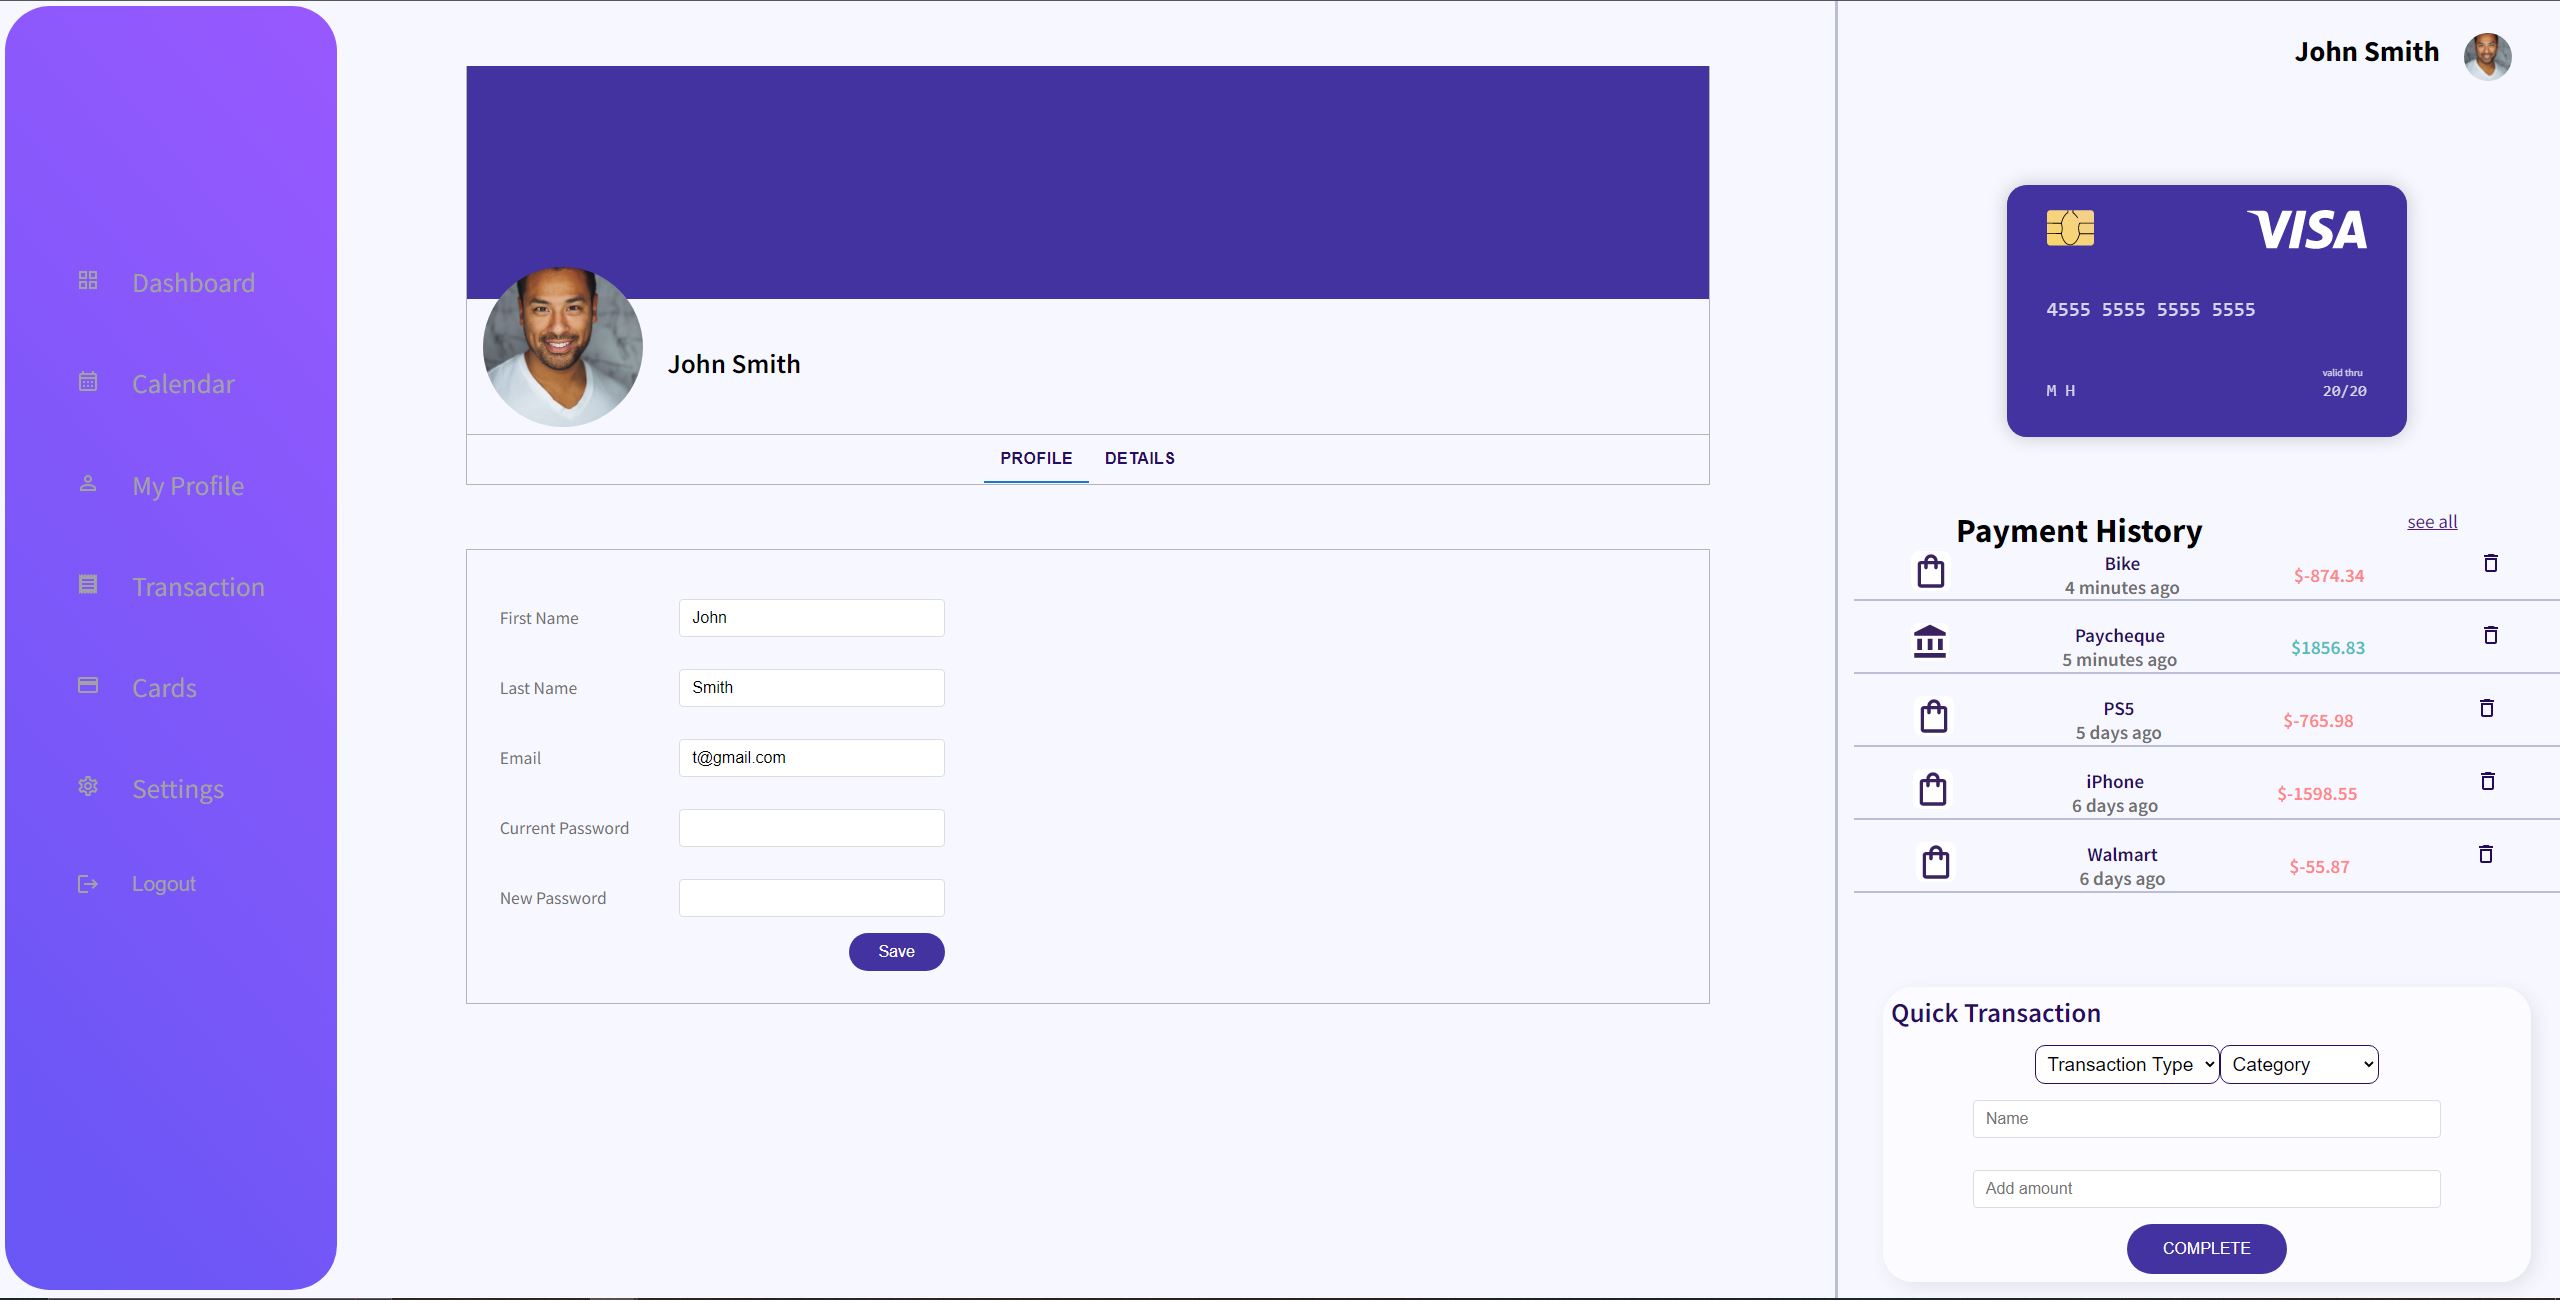 Dashboard
Calendar
My Profile
Transaction
Cards
Settings
Logout
John Smith
PROFILE DETAILS
First Name John
Last Name Smith
Email t@gmail.com
Current Password
New Password
Save
John Smith
VISA
4555 5555 5555 5555
valid thru
M H 20/20
Payment History see all
Bike
4 minutes ago
$-874.34
Paycheque
5 minutes ago
$1856.83
PS5
5 days ago
$-765.98
iPhone
6 days ago
$-1598.55
Walmart
6 days ago
$-55.87
Quick Transaction
Transaction Type Category
Name
Add amount
COMPLETE